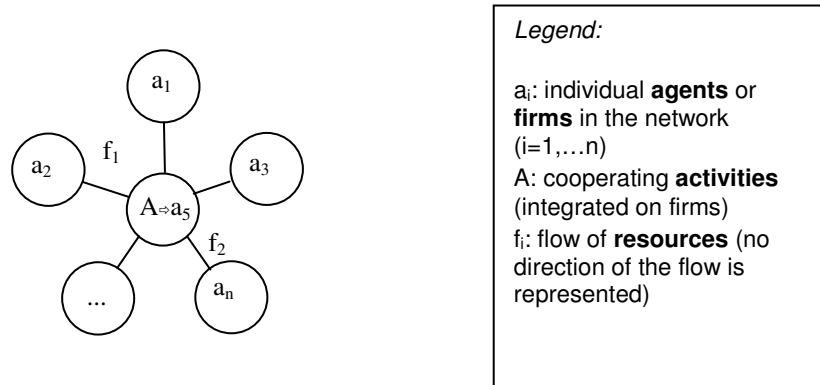 a₁
f₁
a₂
a₃
A⇨a₅
f₂
...
aₙ
Legend:
aᵢ: individual agents or
firms in the network
(i=1,…n)
A: cooperating activities
(integrated on firms)
fᵢ: flow of resources (no
direction of the flow is
represented)